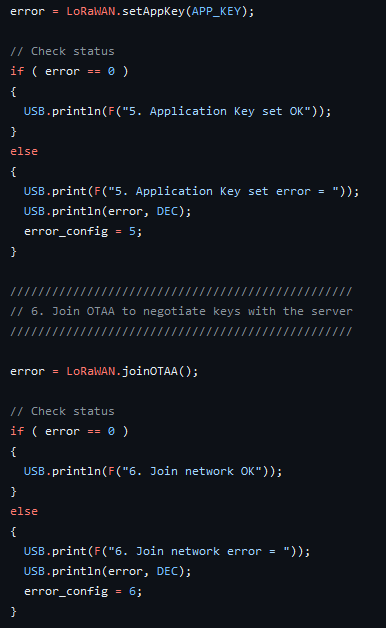 error = LoRaWAN.setAppKey(APP_KEY);
// Check status
if ( error == 0 )
{
  USB.println(F("5. Application Key set OK"));
}
else
{
  USB.print(F("5. Application Key set error = "));
  USB.println(error, DEC);
  error_config = 5;
}
//////////////////////////////////////////////////
// 6. Join OTAA to negotiate keys with the server
//////////////////////////////////////////////////
error = LoRaWAN.joinOTAA();
// Check status
if ( error == 0 )
{
  USB.println(F("6. Join network OK"));
}
else
{
  USB.print(F("6. Join network error = "));
  USB.println(error, DEC);
  error_config = 6;
}